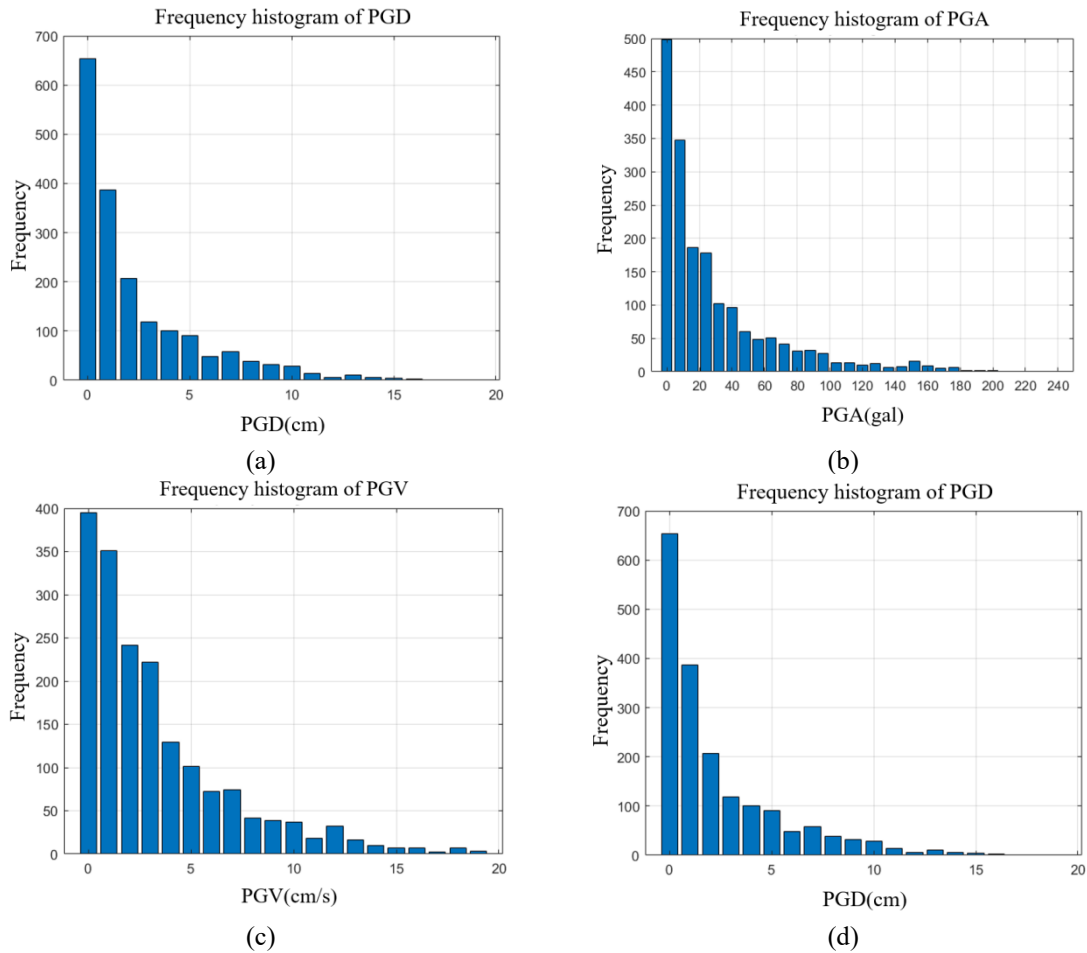 Frequency histogram of PGD
700
600
500
400
300
200
100
0
Frequency
0 5 10 15 20
PGD(cm)
(a)
Frequency histogram of PGA
500
450
400
350
300
250
200
150
100
50
0
Frequency
0 20 40 60 80 100 120 140 160 180 200 220 240
PGA(gal)
(b)
Frequency histogram of PGV
400
350
300
250
200
150
100
50
0
Frequency
0 5 10 15 20
PGV(cm/s)
(c)
Frequency histogram of PGD
700
600
500
400
300
200
100
0
Frequency
0 5 10 15 20
PGD(cm)
(d)